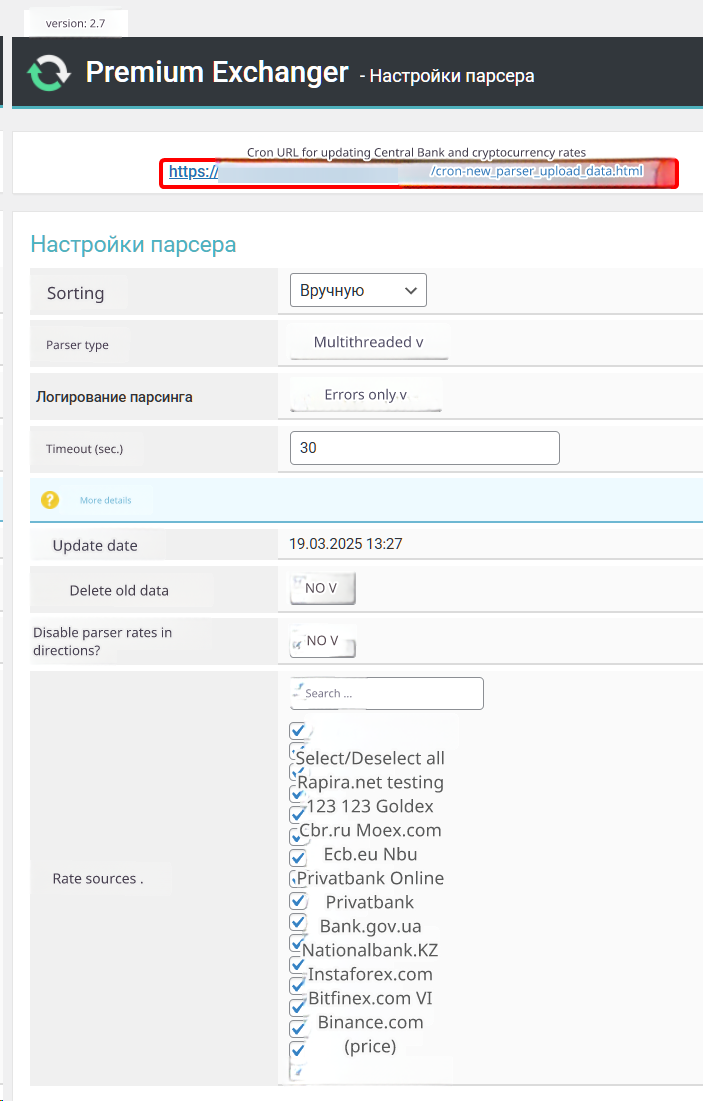 version: 2.7
Premium Exchanger - Настройки парсера
Cron URL for updating Central Bank and cryptocurrency rates
https:// /cron-new_parser_upload_data.html
Настройки парсера
Sorting Вручную
Parser type Multithreaded v
Логирование парсинга Errors only v
Timeout (sec.) 30
? More details
Update date 19.03.2025 13:27
Delete old data NO V
Disable parser rates in
directions? NO V
Search ...
Select/Deselect all
Rapira.net testing
123 123 Goldex
Cbr.ru Moex.com
Ecb.eu Nbu
Privatbank Online
Rate sources . Privatbank
Bank.gov.ua
Nationalbank.KZ
Instaforex.com
Bitfinex.com VI
Binance.com
(price)